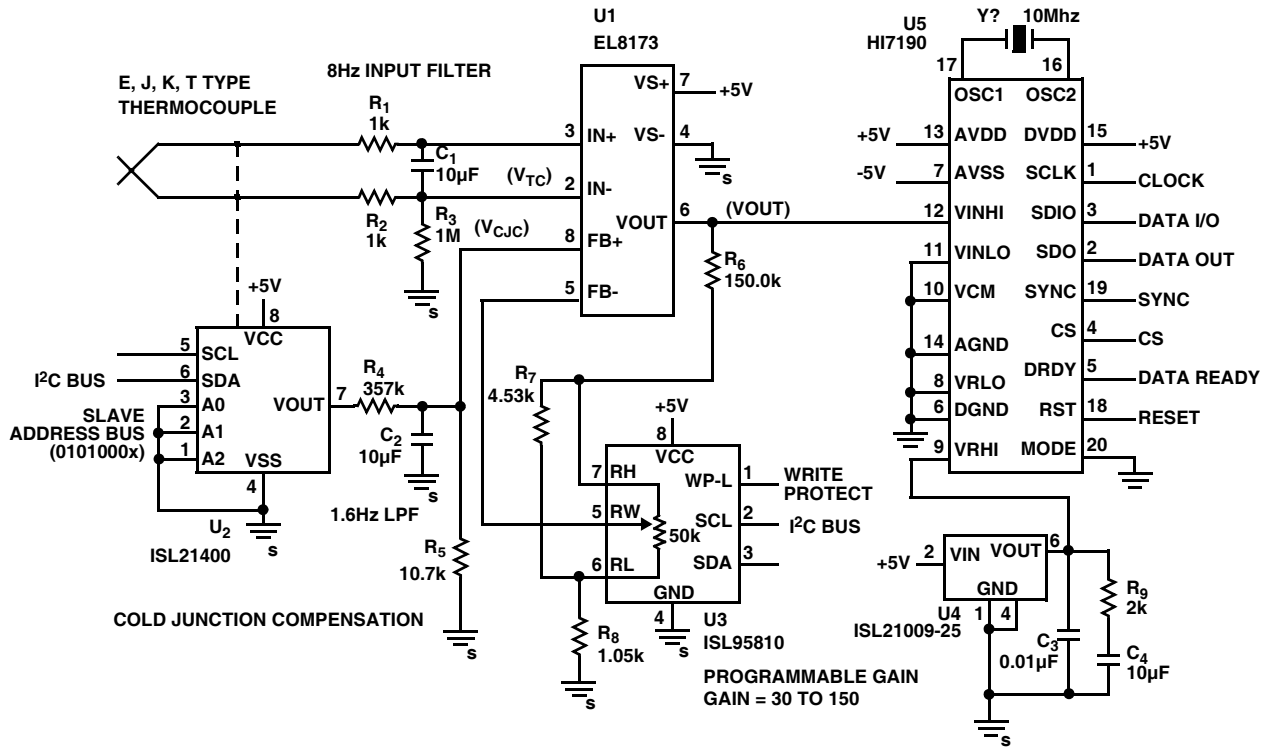 U1
EL8173
U5
HI7190
Y?
10Mhz
17
16
OSC1
OSC2
E, J, K, T TYPE
THERMOCOUPLE
8Hz INPUT FILTER
R1
1k
C1
10µF
R2
1k
R3
1M
(VTC)
(VCJC)
3
IN+
2
IN-
8
FB+
5
FB-
VS+
7
+5V
VS-
4
s
VOUT
6
(VOUT)
R6
150.0k
s
+5V
13
AVDD
-5V
7
AVSS
12
VINHI
11
VINLO
10
VCM
14
AGND
8
VRLO
6
DGND
9
VRHI
DVDD
15
+5V
SCLK
1
CLOCK
SDIO
3
DATA I/O
SDO
2
DATA OUT
SYNC
19
SYNC
CS
4
CS
DRDY
5
DATA READY
RST
18
RESET
MODE
20
+5V
8
VCC
5
SCL
I2C BUS
6
SDA
3
A0
SLAVE
ADDRESS BUS
(0101000x)
2
A1
1
A2
VOUT
7
VSS
4
s
U2
ISL21400
R4
357k
C2
10µF
s
1.6Hz LPF
R5
10.7k
s
COLD JUNCTION COMPENSATION
R7
4.53k
+5V
8
VCC
7
RH
5
RW
6
RL
50k
WP-L
1
WRITE
PROTECT
SCL
2
I2C BUS
SDA
3
GND
4
s
U3
ISL95810
R8
1.05k
s
PROGRAMMABLE GAIN
GAIN = 30 TO 150
+5V
2
VIN
VOUT
6
GND
1
4
U4
ISL21009-25
C3
0.01µF
R9
2k
C4
10µF
s